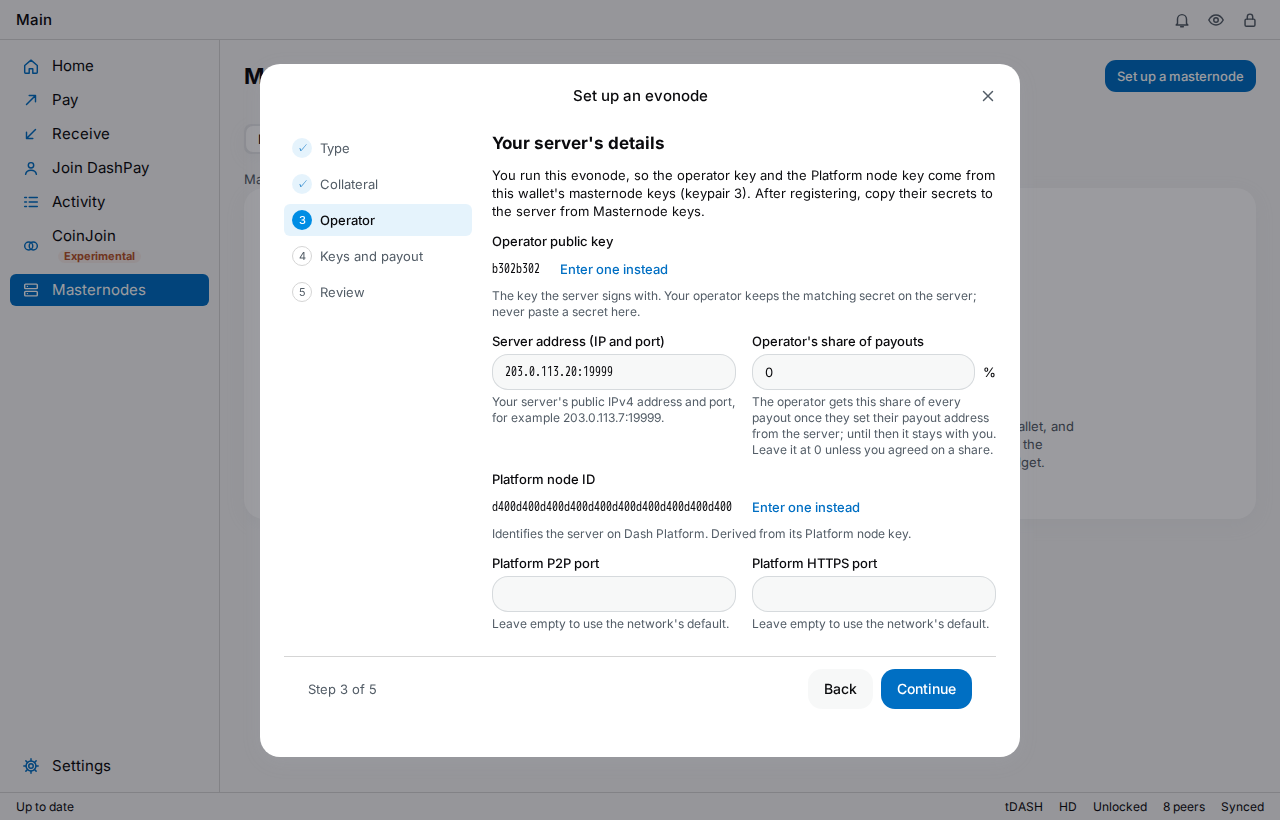 Main
Home
Pay
Receive
Join DashPay
Activity
CoinJoin
Experimental
Masternodes
Settings
Set up a masternode
Set up an evonode
Type
Collateral
3 Operator
4 Keys and payout
5 Review
Your server's details
You run this evonode, so the operator key and the Platform node key come from
this wallet's masternode keys (keypair 3). After registering, copy their secrets to
the server from Masternode keys.
Operator public key
b302b302 Enter one instead
The key the server signs with. Your operator keeps the matching secret on the server;
never paste a secret here.
Server address (IP and port)
203.0.113.20:19999
Your server's public IPv4 address and port,
for example 203.0.113.7:19999.
Operator's share of payouts
0 %
The operator gets this share of every
payout once they set their payout address
from the server; until then it stays with you.
Leave it at 0 unless you agreed on a share.
Platform node ID
d400d400d400d400d400d400d400d400d400d400 Enter one instead
Identifies the server on Dash Platform. Derived from its Platform node key.
Platform P2P port
Leave empty to use the network's default.
Platform HTTPS port
Leave empty to use the network's default.
Step 3 of 5
Back
Continue
and
the
Up to date
tDASH HD Unlocked 8 peers Synced